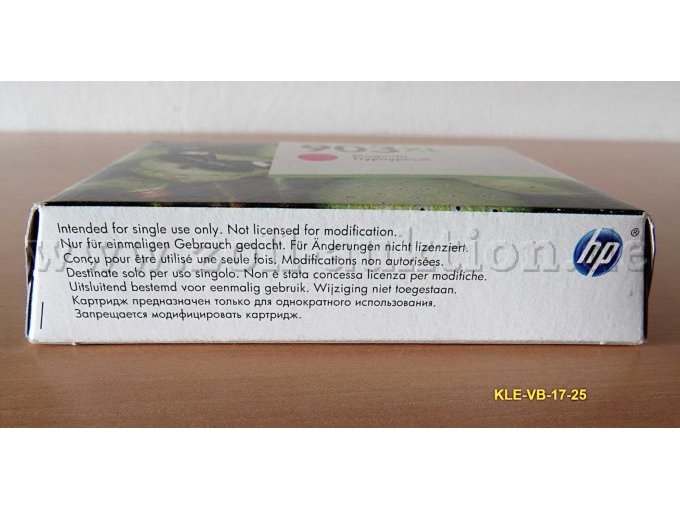 903XL
Intended for single use only. Not licensed for modification.
Nur für einmaligen Gebrauch gedacht. Für Änderungen nicht lizenziert.
Conçu pour être utilisé une seule fois. Modifications non autorisées.
Destinato solo per uso singolo. Non è stata concessa licenza per modifiche.
Uitsluitend bestemd voor eenmalig gebruik. Wijziging niet toegestaan.
Картридж предназначен только для однократного использования.
Запрещается модифицировать картридж.
hp®
KLE-VB-17-25